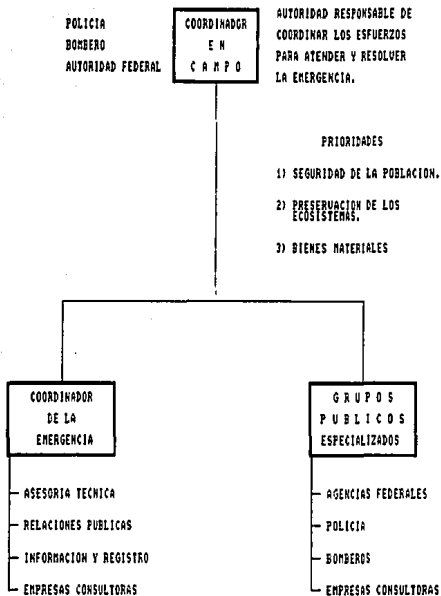 POLICIA
BOMBERO
AUTORIDAD FEDERAL
COORDINADOR
E N
C A M P O
AUTORIDAD RESPONSABLE DE
COORDINAR LOS ESFUERZOS
PARA ATENDER Y RESOLVER
LA EMERGENCIA.
PRIORIDADES
1) SEGURIDAD DE LA POBLACION.
2) PRESERVACION DE LOS
ECOSISTEMAS.
3) BIENES MATERIALES
COORDINADOR
DE LA
EMERGENCIA
ASESORIA TECNICA
RELACIONES PUBLICAS
INFORMACION Y REGISTRO
EMPRESAS CONSULTORAS
G R U P O S
P U B L I C O S
ESPECIALIZADOS
AGENCIAS FEDERALES
POLICIA
BOMBEROS
EMPRESAS CONSULTORAS